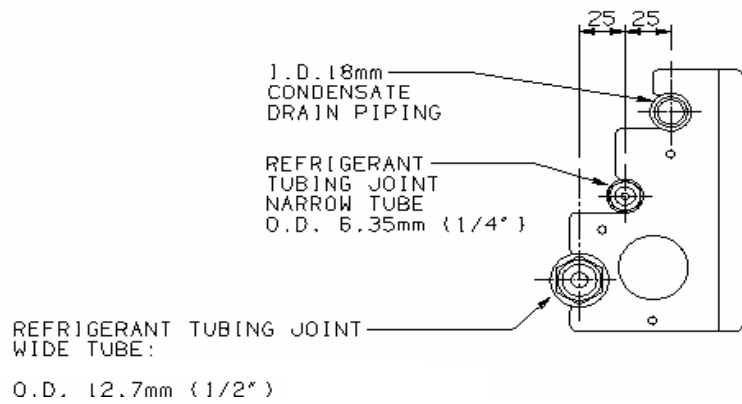 25 25
I.D.18mm
CONDENSATE
DRAIN PIPING
REFRIGERANT
TUBING JOINT
NARROW TUBE
O.D. 6.35mm (1/4")
REFRIGERANT TUBING JOINT
WIDE TUBE:
O.D. 12.7mm (1/2")